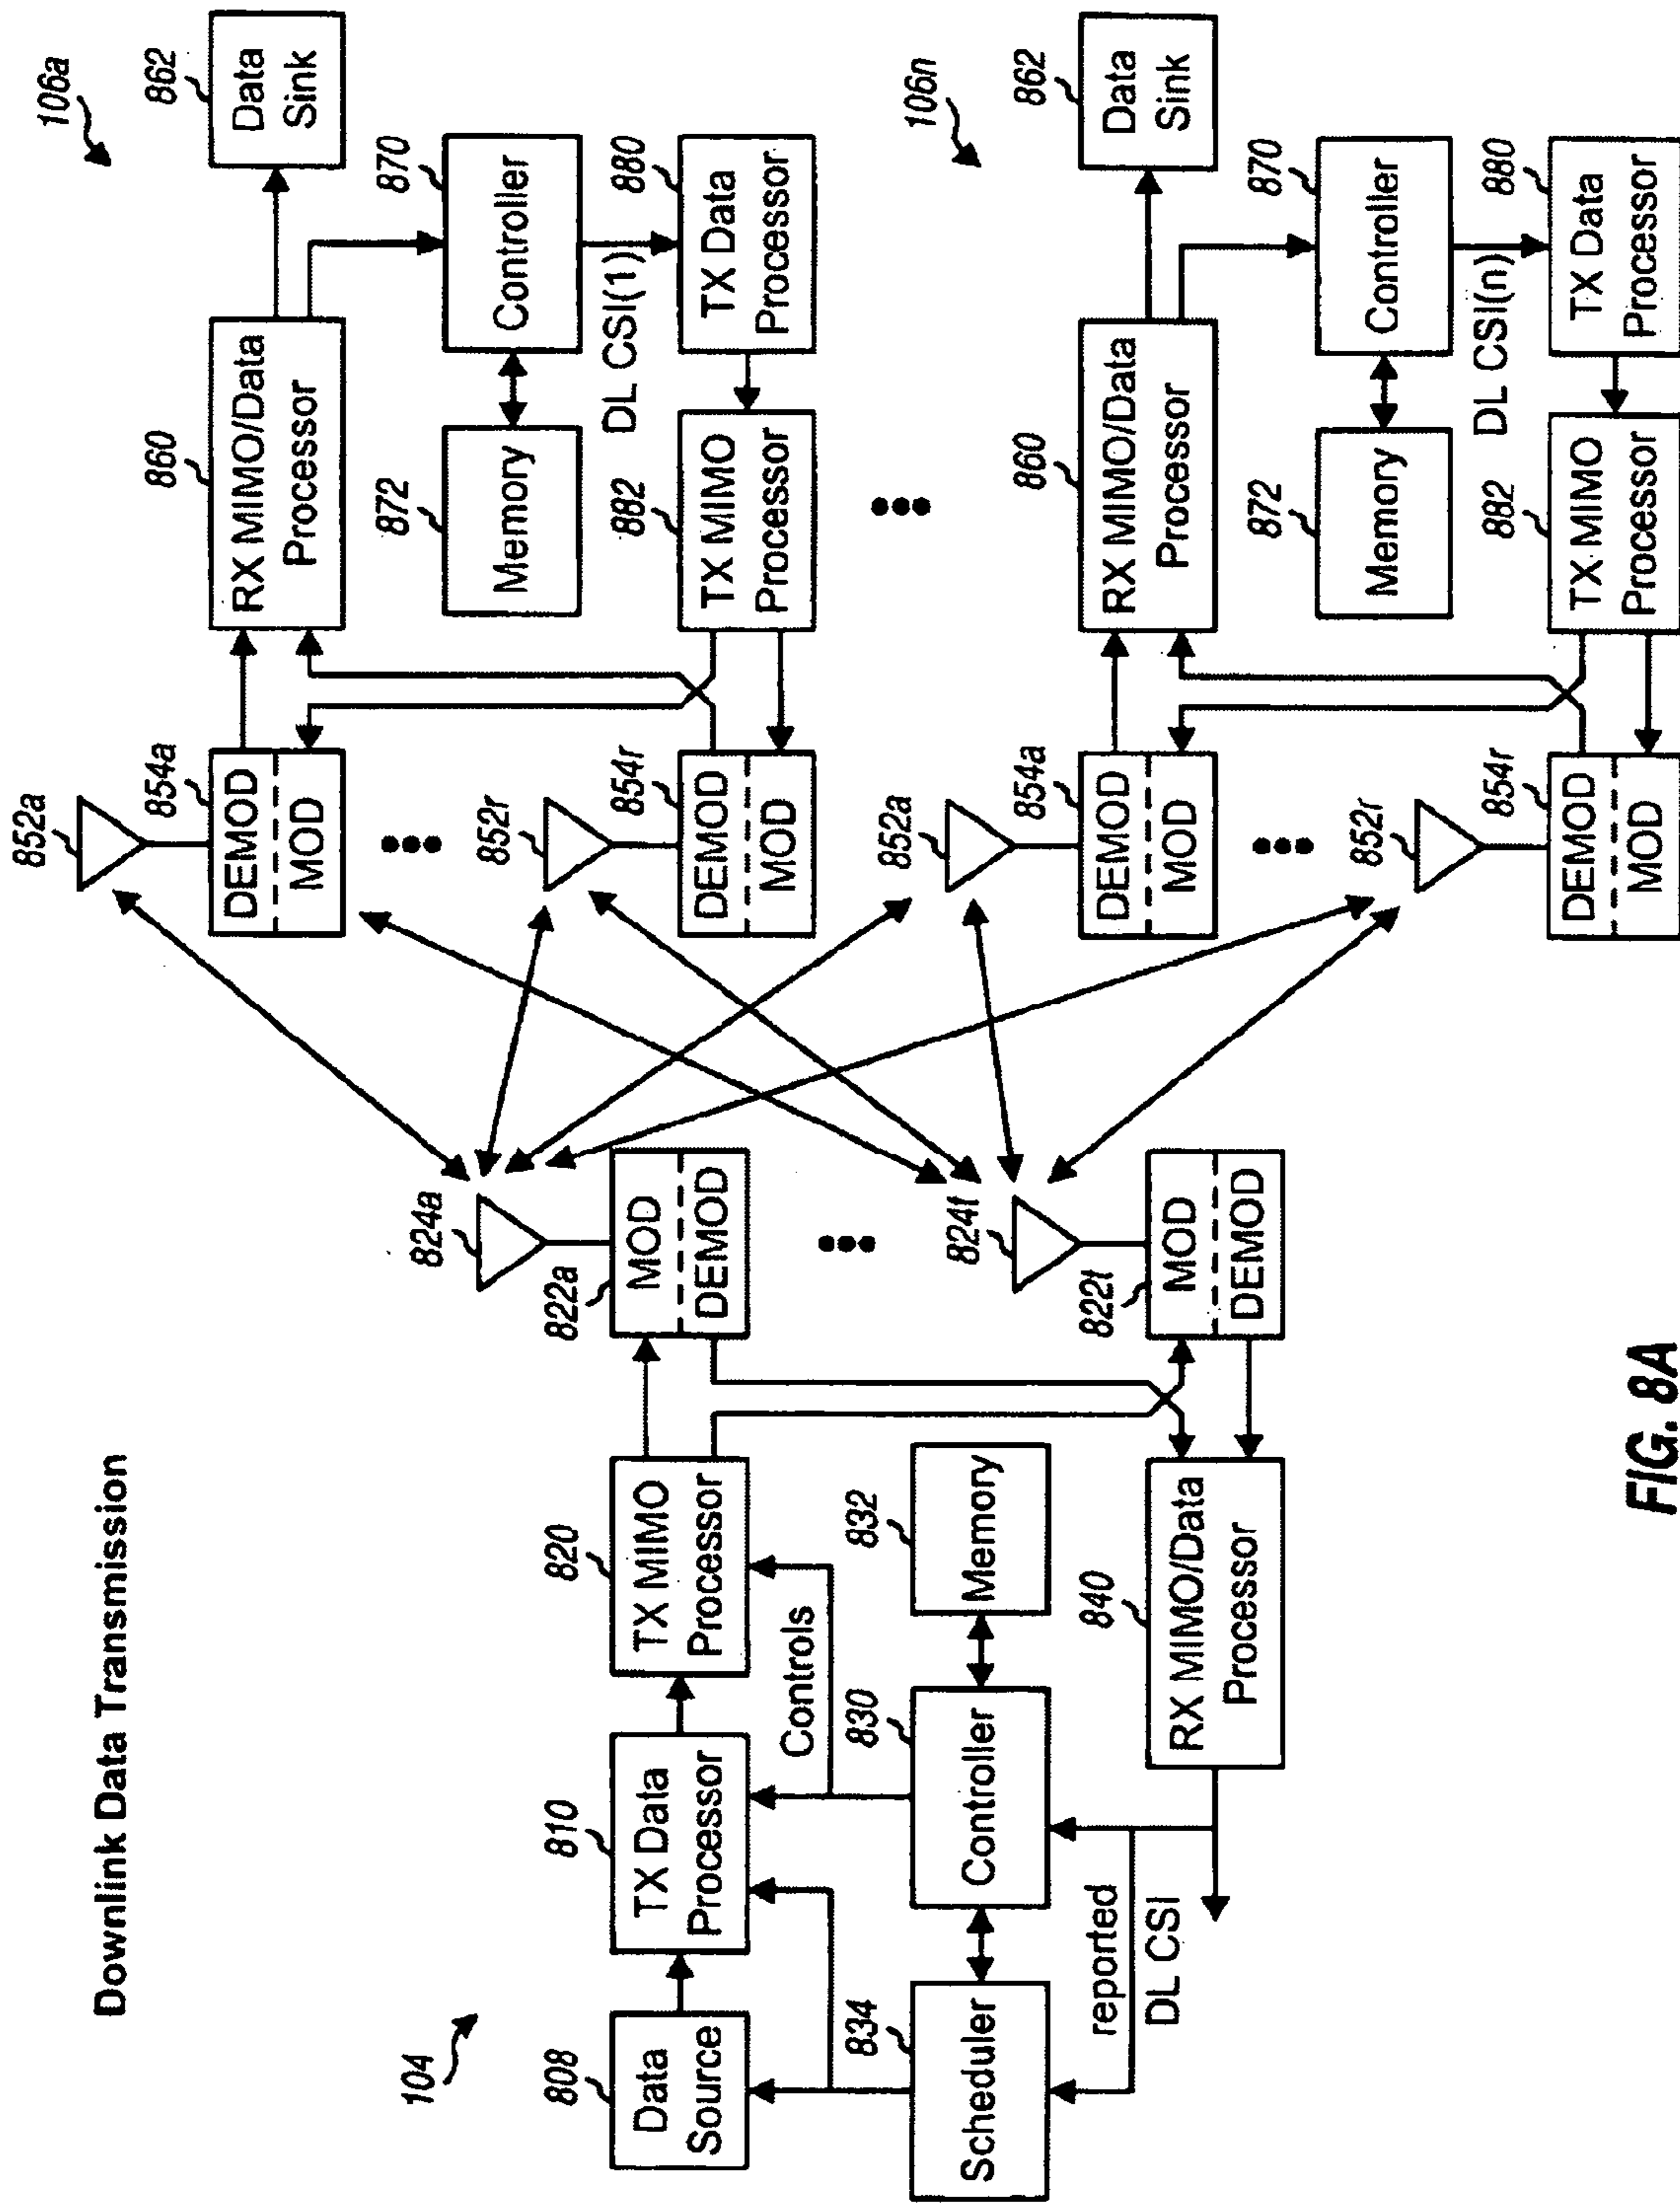 Downlink Data Transmission
104
808
Data
Source
810
TX Data
Processor
820
TX MIMO
Processor
Controls
834
Scheduler
830
Controller
832
Memory
reported
DL CSI
840
RX MIMO/Data
Processor
824a
822a
MOD
DEMOD
824t
822t
MOD
DEMOD
106a
852a
854a
DEMOD
MOD
852r
854r
DEMOD
MOD
860
RX MIMO/Data
Processor
862
Data
Sink
872
Memory
870
Controller
DL CSI(1)
882
TX MIMO
Processor
880
TX Data
Processor
106n
852a
854a
DEMOD
MOD
852r
854r
DEMOD
MOD
860
RX MIMO/Data
Processor
862
Data
Sink
872
Memory
870
Controller
DL CSI(n)
882
TX MIMO
Processor
880
TX Data
Processor
FIG. 8A